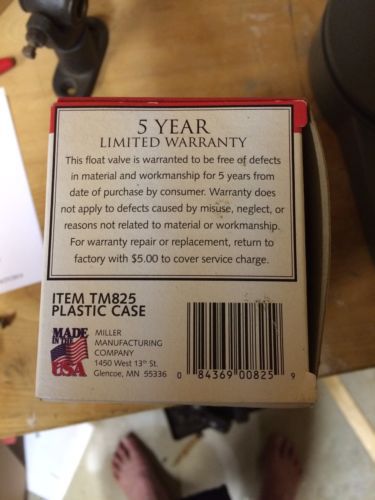 5 YEAR
LIMITED WARRANTY
This float valve is warranted to be free of defects
in material and workmanship for 5 years from
date of purchase by consumer. Warranty does
not apply to defects caused by misuse, neglect, or
reasons not related to material or workmanship.
For warranty repair or replacement, return to
factory with $5.00 to cover service charge.
ITEM TM825
PLASTIC CASE
MADE
IN THE
USA
MILLER
MANUFACTURING
COMPANY
1450 West 13th St.
Glencoe, MN 55336
0 84369 00825 9